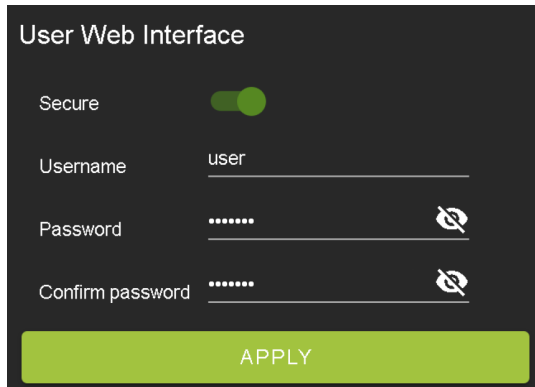 User Web Interface
Secure
Username user
Password •••••••
Confirm password •••••••
APPLY